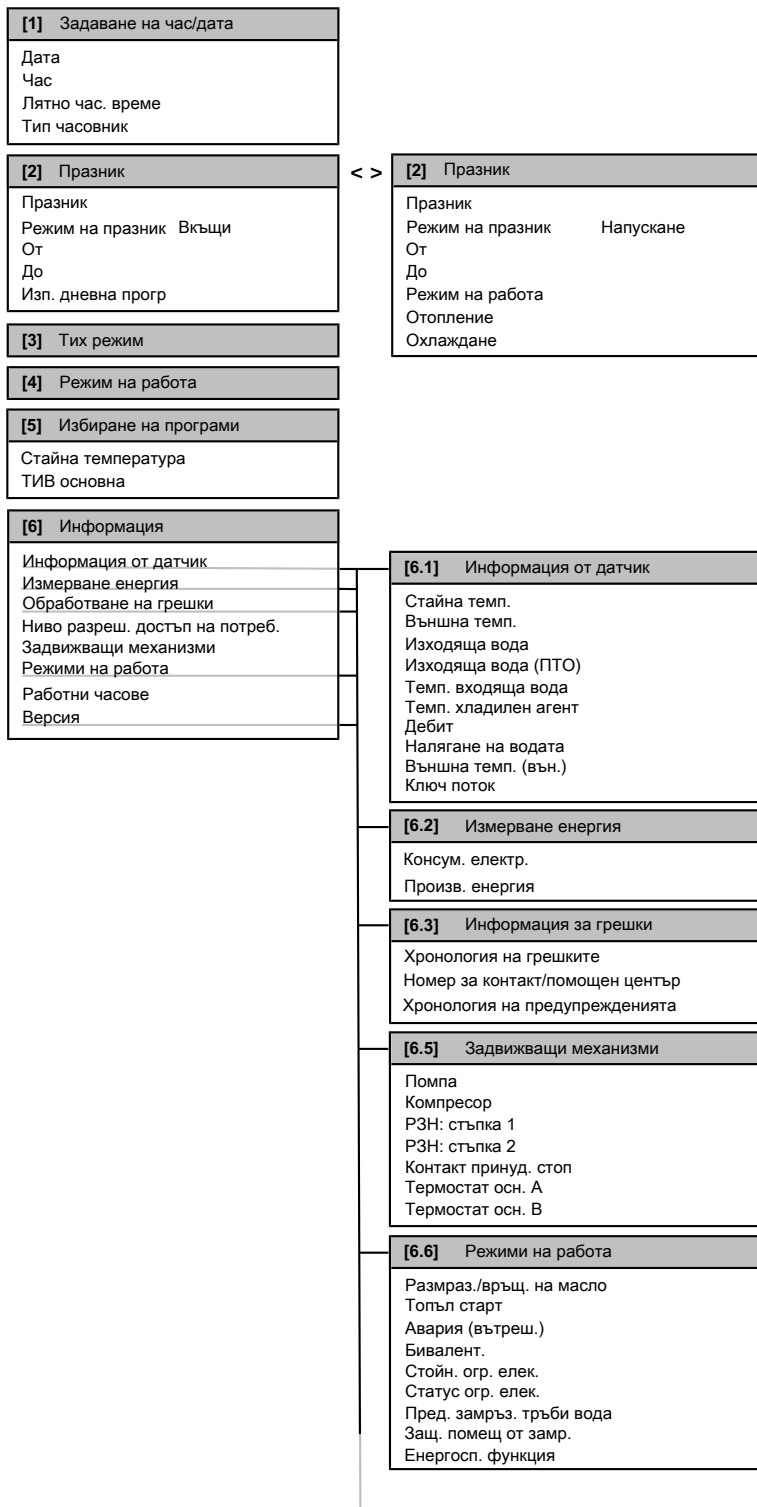 [1] Задаване на час/дата
Дата
Час
Лятно час. време
Тип часовник
[2] Празник
Празник
Режим на празник Вкъщи
От
До
Изп. дневна прогр
< >
[2] Празник
Празник
Режим на празник Напускане
От
До
Режим на работа
Отопление
Охлаждане
[3] Тих режим
[4] Режим на работа
[5] Избиране на програми
Стайна температура
ТИВ основна
[6] Информация
Информация от датчик
Измерване енергия
Обработване на грешки
Ниво разреш. достъп на потреб.
Задвижващи механизми
Режими на работа
Работни часове
Версия
[6.1] Информация от датчик
Стайна темп.
Външна темп.
Изходяща вода
Изходяща вода (ПТО)
Темп. входяща вода
Темп. хладилен агент
Дебит
Налягане на водата
Външна темп. (вън.)
Ключ поток
[6.2] Измерване енергия
Консум. електр.
Произв. енергия
[6.3] Информация за грешки
Хронология на грешките
Номер за контакт/помощен център
Хронология на предупрежденията
[6.5] Задвижващи механизми
Помпа
Компресор
РЗН: стъпка 1
РЗН: стъпка 2
Контакт принуд. стоп
Термостат осн. A
Термостат осн. B
[6.6] Режими на работа
Размраз./връщ. на масло
Топъл старт
Авария (вътреш.)
Бивалент.
Стойн. огр. елек.
Статус огр. елек.
Пред. замръз. тръби вода
Защ. помещ от замр.
Енергосп. функция